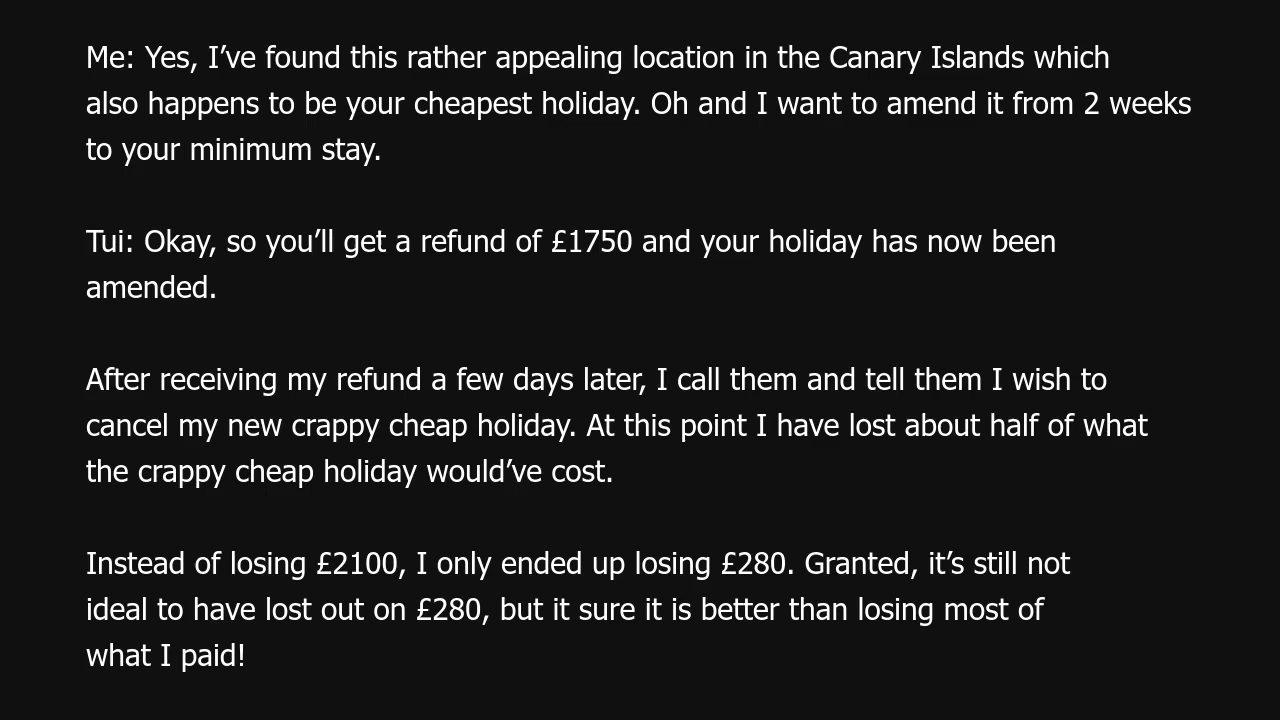 Me: Yes, I’ve found this rather appealing location in the Canary Islands which
also happens to be your cheapest holiday. Oh and I want to amend it from 2 weeks
to your minimum stay.
Tui: Okay, so you’ll get a refund of £1750 and your holiday has now been
amended.
After receiving my refund a few days later, I call them and tell them I wish to
cancel my new crappy cheap holiday. At this point I have lost about half of what
the crappy cheap holiday would’ve cost.
Instead of losing £2100, I only ended up losing £280. Granted, it’s still not
ideal to have lost out on £280, but it sure it is better than losing most of
what I paid!